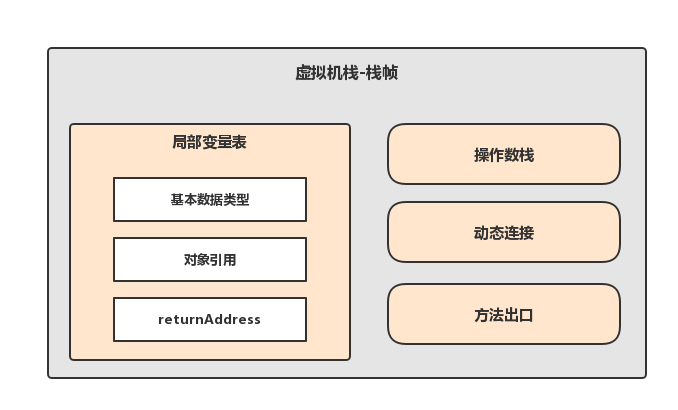 虚拟机栈-栈帧
局部变量表
基本数据类型
对象引用
returnAddress
操作数栈
动态连接
方法出口